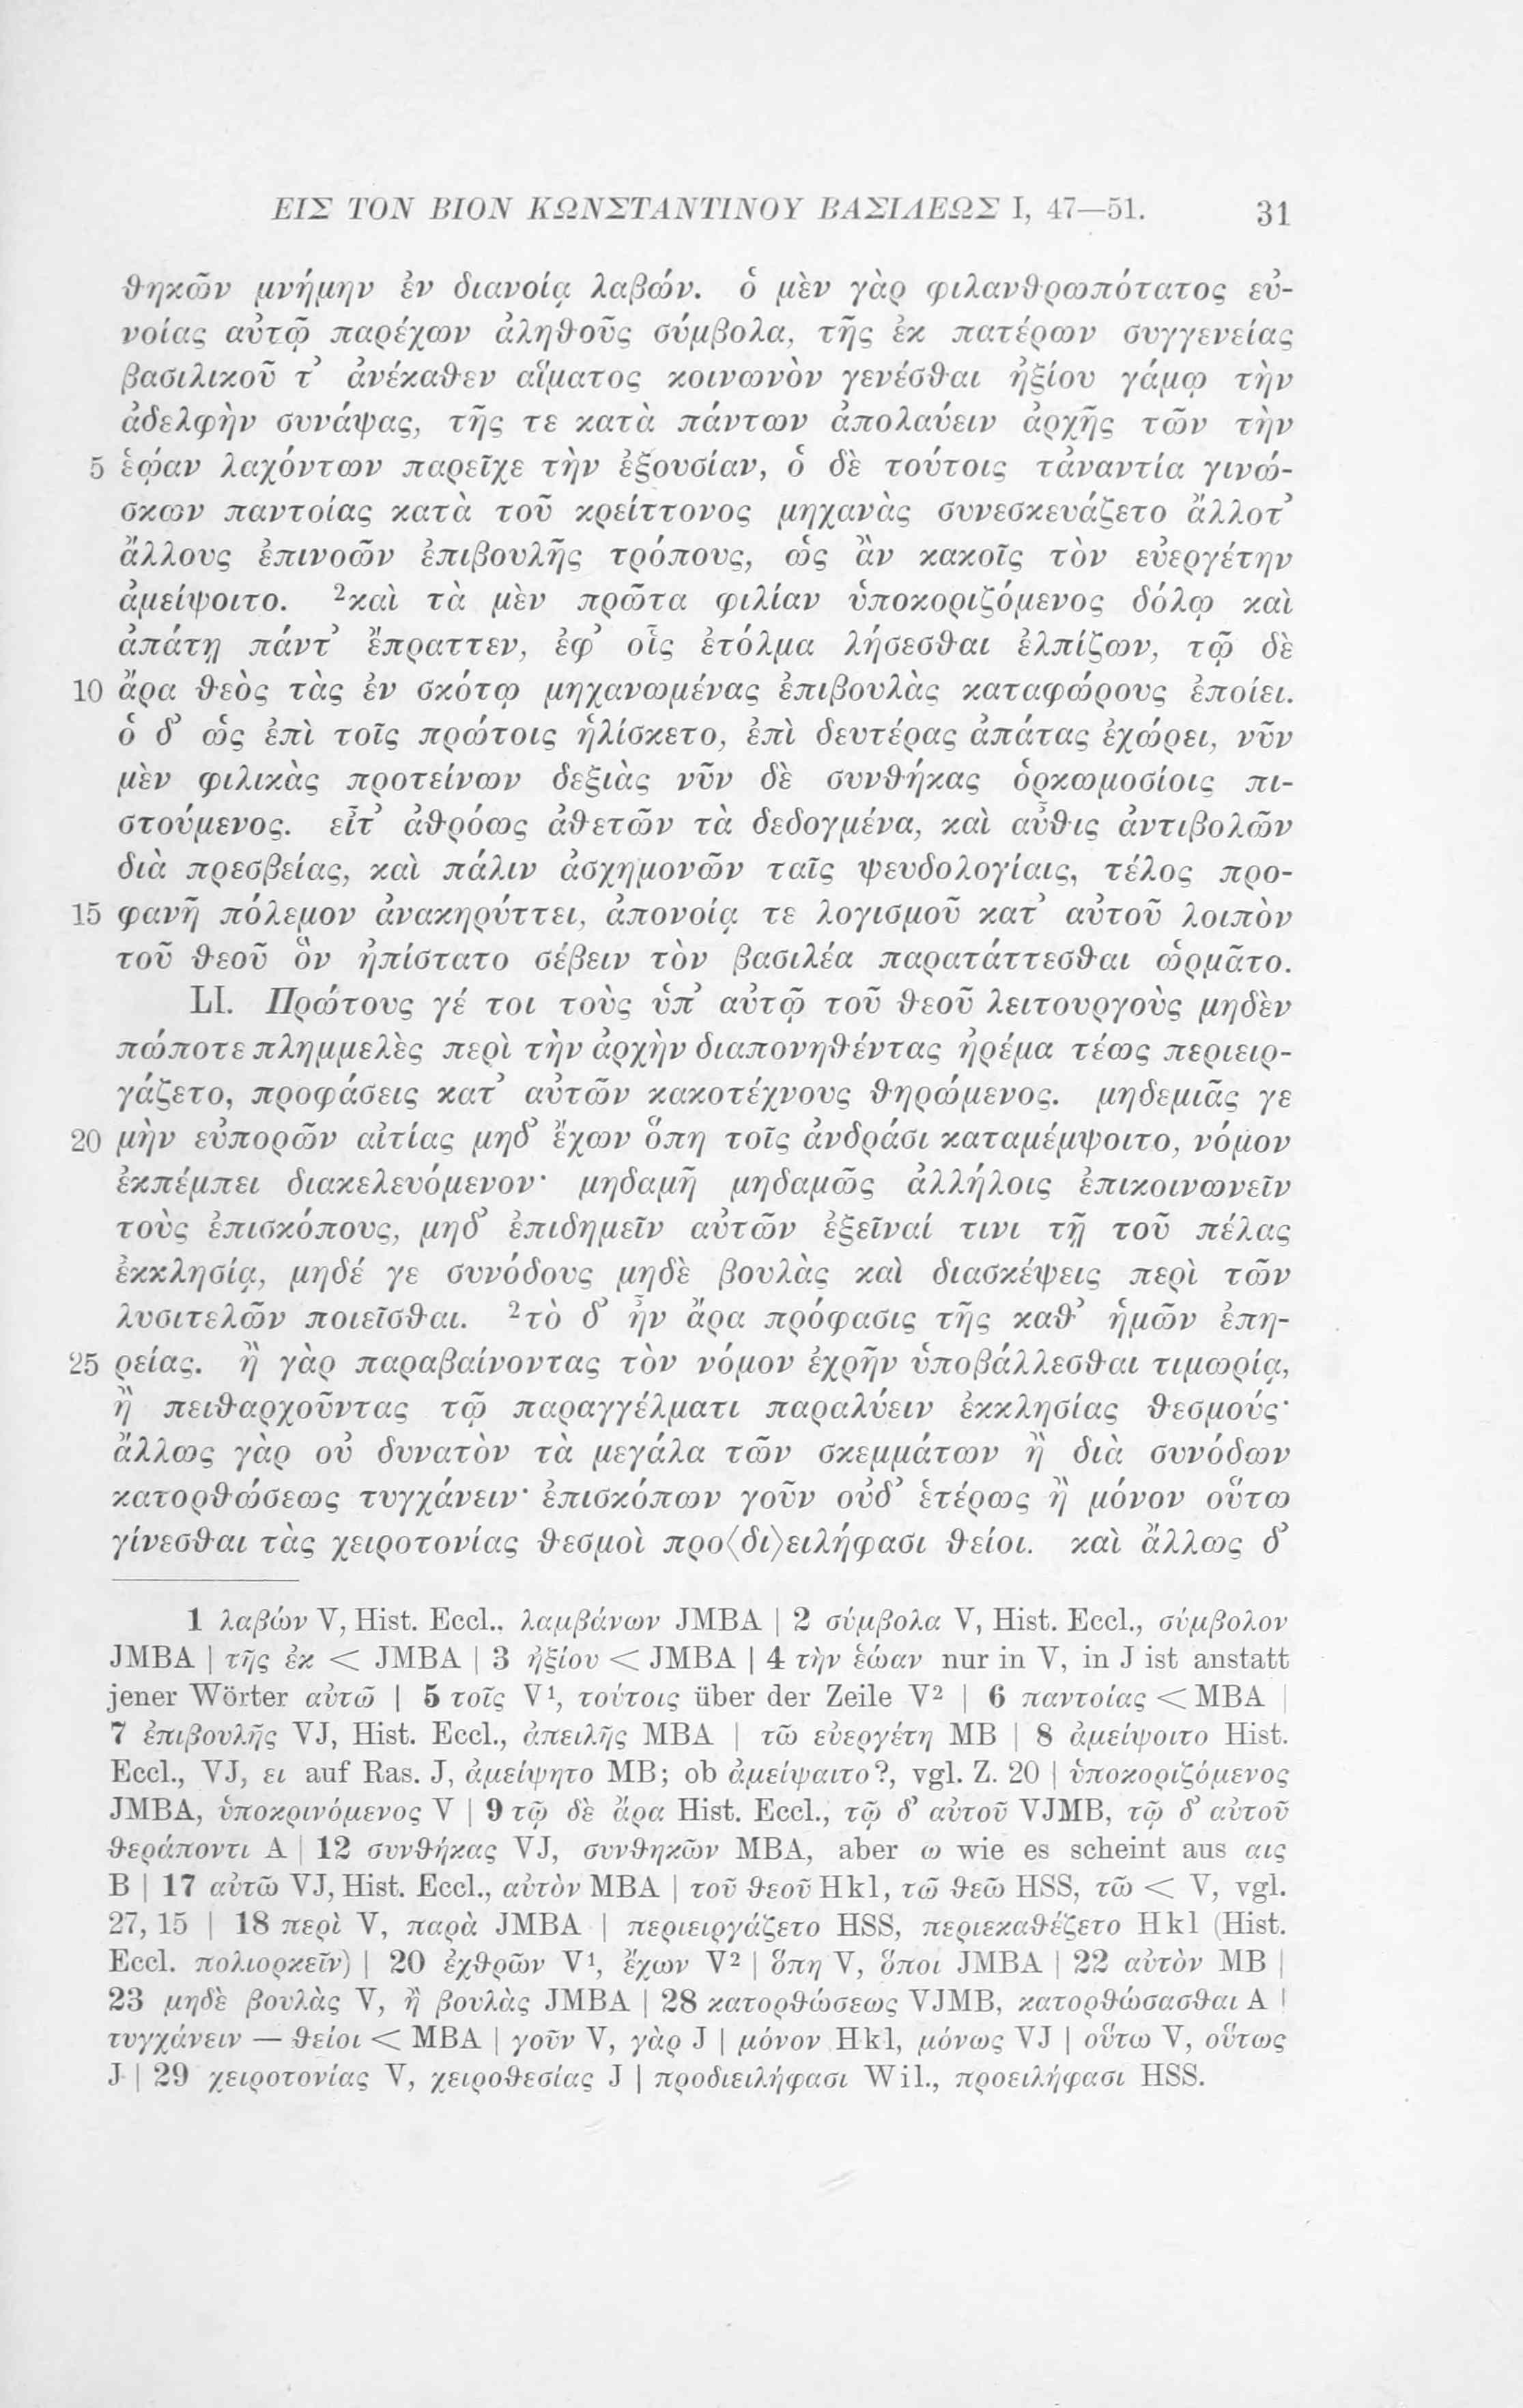 ΕΙΣ ΤΟΝ ΒΙΟΝ ΚΩΝΣΤΑΝΤΙΝΟΥ ΒΑΣΙΛΕΩΣ I, 47—51. 31
θηκῶν μνήμην ἐν διανοίᾳ λαβών. ὁ μὲν γὰρ φιλανθρωπότατος εὐ-
νοίας αὐτῷ παρέχων ἀληθοῦς σύμβολα, τῆς ἐκ πατέρων συγγενείας
βασιλικοῦ τ’ ἀνέκαθεν αἵματος κοινωνὸν γενέσθαι ἠξίου γάμῳ τὴν
ἀδελφὴν συνάψας, τῆς τε κατὰ πάντων ἀπολαύειν ἀρχῆς τῶν τὴν
5 ἑῴαν λαχόντων παρεῖχε τὴν ἐξουσίαν, ὁ δὲ τούτοις τἀναντία γινώ-
σκων παντοίας κατὰ τοῦ κρείττονος μηχανὰς συνεσκευάζετο ἄλλοτ’
ἄλλους ἐπινοῶν ἐπιβουλῆς τρόπους, ὡς ἂν κακοῖς τὸν εὐεργέτην
ἀμείψοιτο. ²καὶ τὰ μὲν πρῶτα φιλίαν ὑποκοριζόμενος δόλῳ καὶ
ἀπάτῃ πάντ’ ἔπραττεν, ἐφ’ οἷς ἐτόλμα λήσεσθαι ἐλπίζων, τῷ δὲ
10 ἄρα θεὸς τὰς ἐν σκότῳ μηχανωμένας ἐπιβουλὰς καταφώρους ἐποίει.
ὁ δ’ ὡς ἐπὶ τοῖς πρώτοις ἡλίσκετο, ἐπὶ δευτέρας ἀπάτας ἐχώρει, νῦν
μὲν φιλικὰς προτείνων δεξιὰς νῦν δὲ συνθήκας ὁρκωμοσίοις πι-
στούμενος. εἶτ’ ἀθρόως ἀθετῶν τὰ δεδογμένα, καὶ αὖθις ἀντιβολῶν
διὰ πρεσβείας, καὶ πάλιν ἀσχημονῶν ταῖς ψευδολογίαις, τέλος προ-
15 φανῆ πόλεμον ἀνακηρύττει, ἀπονοίᾳ τε λογισμοῦ κατ’ αὐτοῦ λοιπὸν
τοῦ θεοῦ ὃν ἠπίστατο σέβειν τὸν βασιλέα παρατάττεσθαι ὡρμᾶτο.
LI. Πρώτους γέ τοι τοὺς ὑπ’ αὐτῷ τοῦ θεοῦ λειτουργοὺς μηδὲν
πώποτε πλημμελὲς περὶ τὴν ἀρχὴν διαπονηθέντας ἠρέμα τέως περιειρ-
γάζετο, προφάσεις κατ’ αὐτῶν κακοτέχνους θηρώμενος. μηδεμιᾶς γε
20 μὴν εὐπορῶν αἰτίας μηδ’ ἔχων ὅπη τοῖς ἀνδράσι καταμέμψοιτο, νόμον
ἐκπέμπει διακελευόμενον· μηδαμῆ μηδαμῶς ἀλλήλοις ἐπικοινωνεῖν
τοὺς ἐπισκόπους, μηδ’ ἐπιδημεῖν αὐτῶν ἐξεῖναί τινι τῇ τοῦ πέλας
ἐκκλησίᾳ, μηδέ γε συνόδους μηδὲ βουλὰς καὶ διασκέψεις περὶ τῶν
λυσιτελῶν ποιεῖσθαι. ²τὸ δ’ ἦν ἄρα πρόφασις τῆς καθ’ ἡμῶν ἐπη-
25 ρείας. ἢ γὰρ παραβαίνοντας τὸν νόμον ἐχρῆν ὑποβάλλεσθαι τιμωρίᾳ,
ἢ πειθαρχοῦντας τῷ παραγγέλματι παραλύειν ἐκκλησίας θεσμούς·
ἄλλως γὰρ οὐ δυνατὸν τὰ μεγάλα τῶν σκεμμάτων ἢ διὰ συνόδων
κατορθώσεως τυγχάνειν· ἐπισκόπων γοῦν οὐδ’ ἑτέρως ἢ μόνον οὕτω
γίνεσθαι τὰς χειροτονίας θεσμοὶ προ⟨δι⟩ειλήφασι θείοι. καὶ ἄλλως δ’
1 λαβών V, Hist. Eccl., λαμβάνων JMBA | 2 σύμβολα V, Hist. Eccl., σύμβολον
JMBA | τῆς ἐκ < JMBA | 3 ἠξίου < JMBA | 4 τὴν ἑώαν nur in V, in J ist anstatt
jener Wörter αὐτῶ | 5 τοῖς V¹, τούτοις über der Zeile V² | 6 παντοίας < MBA |
7 ἐπιβουλῆς VJ, Hist. Eccl., ἀπειλῆς MBA | τῶ εὐεργέτη MB | 8 ἀμείψοιτο Hist.
Eccl., VJ, ει auf Ras. J, ἀμείψητο MB; ob ἀμείψαιτο?, vgl. Z. 20 | ὑποκοριζόμενος
JMBA, ὑποκρινόμενος V | 9 τῷ δὲ ἄρα Hist. Eccl., τῷ δ’ αὐτοῦ VJMB, τῷ δ’ αὐτοῦ
θεράποντι A | 12 συνθήκας VJ, συνθηκῶν MBA, aber ω wie es scheint aus αις
B | 17 αὐτῶ VJ, Hist. Eccl., αὐτὸν MBA | τοῦ θεοῦ Hkl, τῶ θεῶ HSS, τῶ < V, vgl.
27, 15 | 18 περὶ V, παρὰ JMBA | περιειργάζετο HSS, περιεκαθέζετο Hkl (Hist.
Eccl. πολιορκεῖν) | 20 ἐχθρῶν V¹, ἔχων V² | ὅπη V, ὅποι JMBA | 22 αὐτὸν MB |
23 μηδὲ βουλὰς V, ἢ βουλὰς JMBA | 28 κατορθώσεως VJMB, κατορθώσασθαι A |
τυγχάνειν — θείοι < MBA | γοῦν V, γὰρ J | μόνον Hkl, μόνως VJ | οὕτω V, οὕτως
J | 29 χειροτονίας V, χειροθεσίας J | προδιειλήφασι Wil., προειλήφασι HSS.